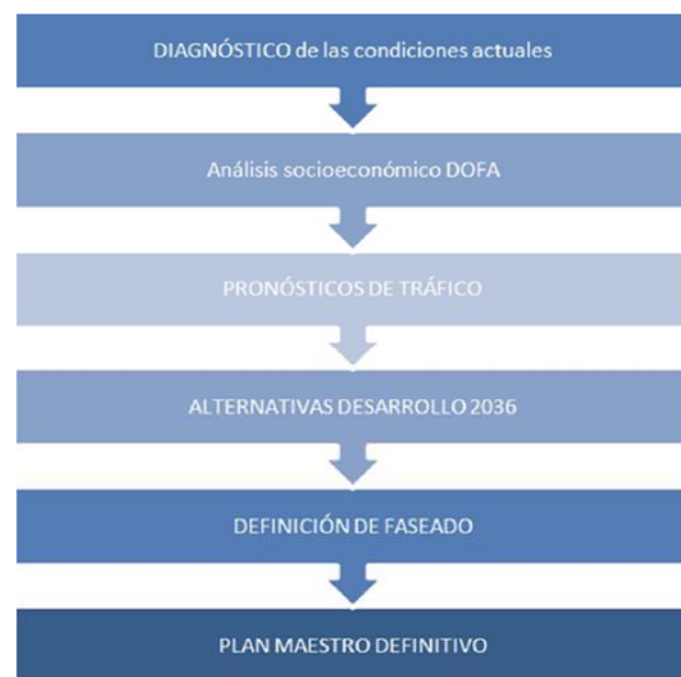 DIAGNÓSTICO de las condiciones actuales
Análisis socioeconómico DOFA
PRONÓSTICOS DE TRÁFICO
ALTERNATIVAS DESARROLLO 2036
DEFINICIÓN DE FASEADO
PLAN MAESTRO DEFINITIVO